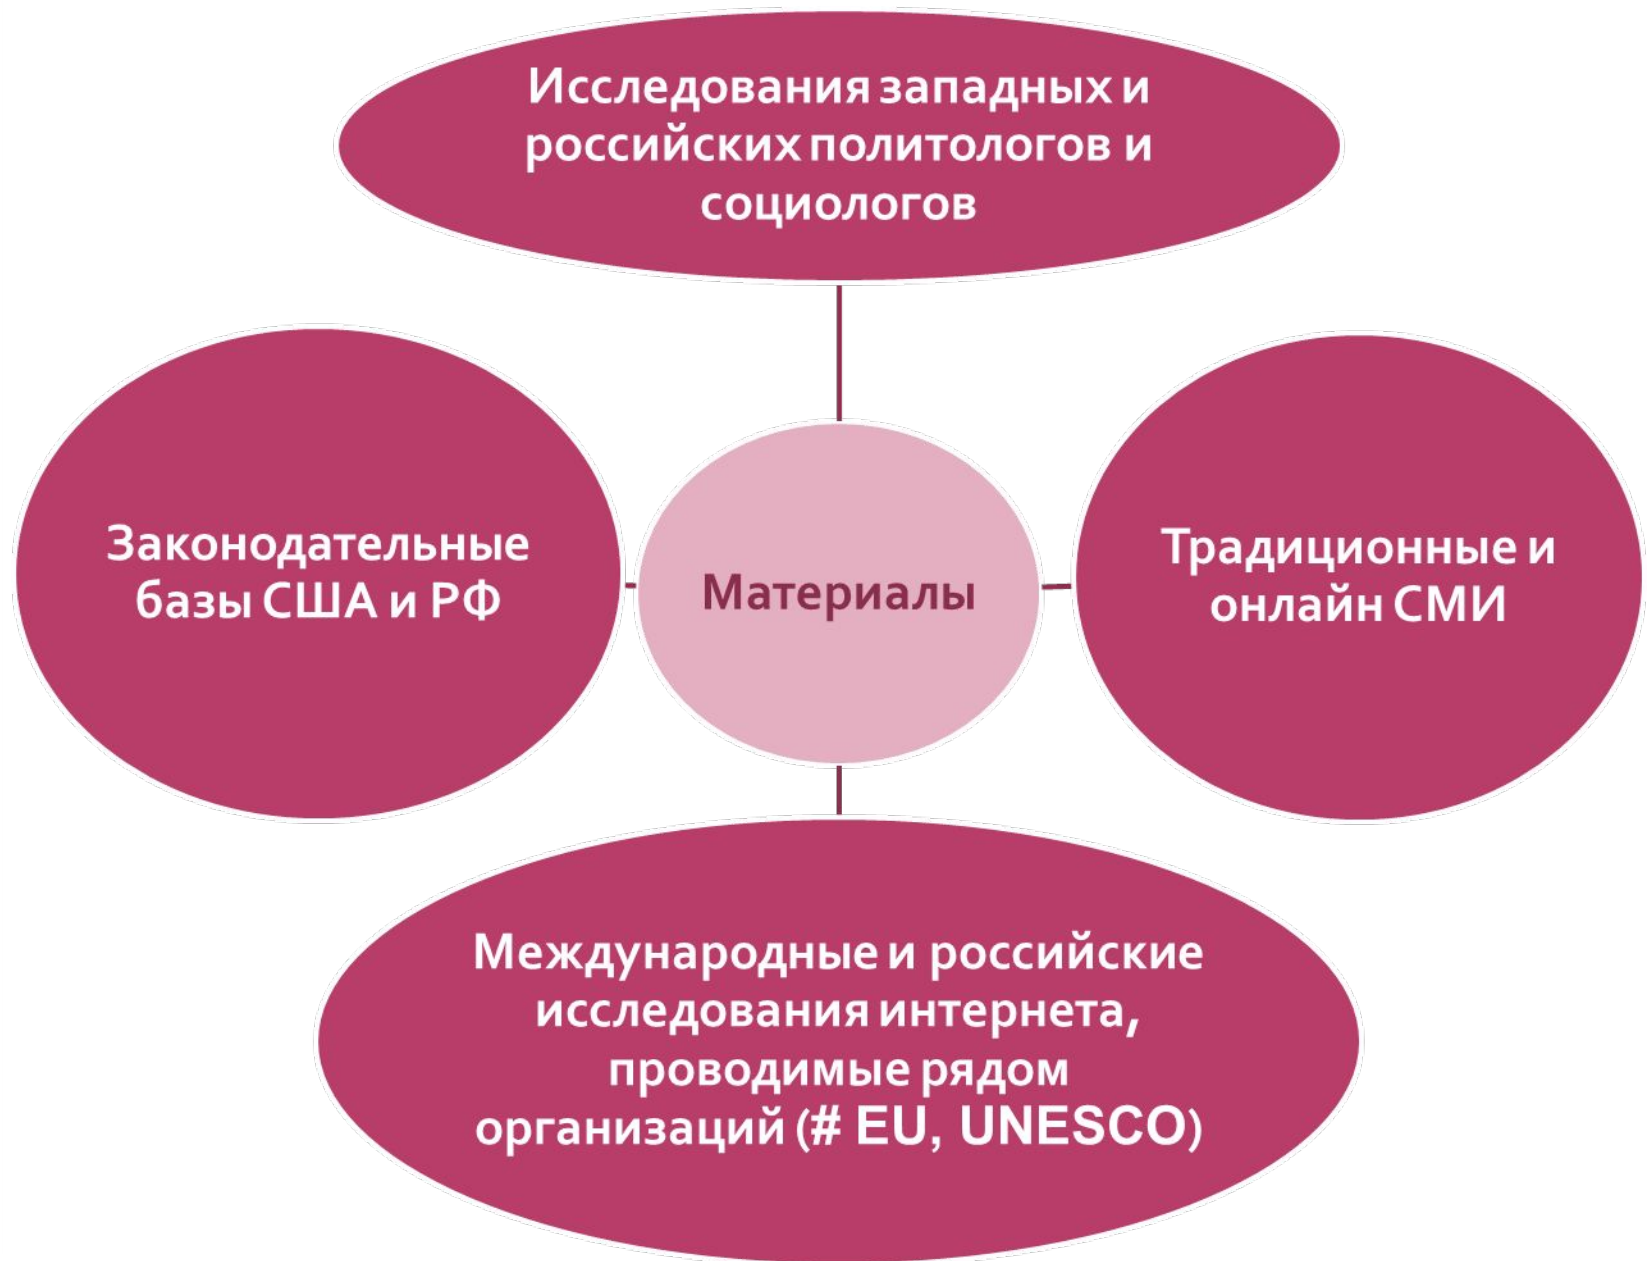 Исследования западных и
российских политологов и
социологов
Законодательные
базы США и РФ
Материалы
Традиционные и
онлайн СМИ
Международные и российские
исследования интернета,
проводимые рядом
организаций (# EU, UNESCO)